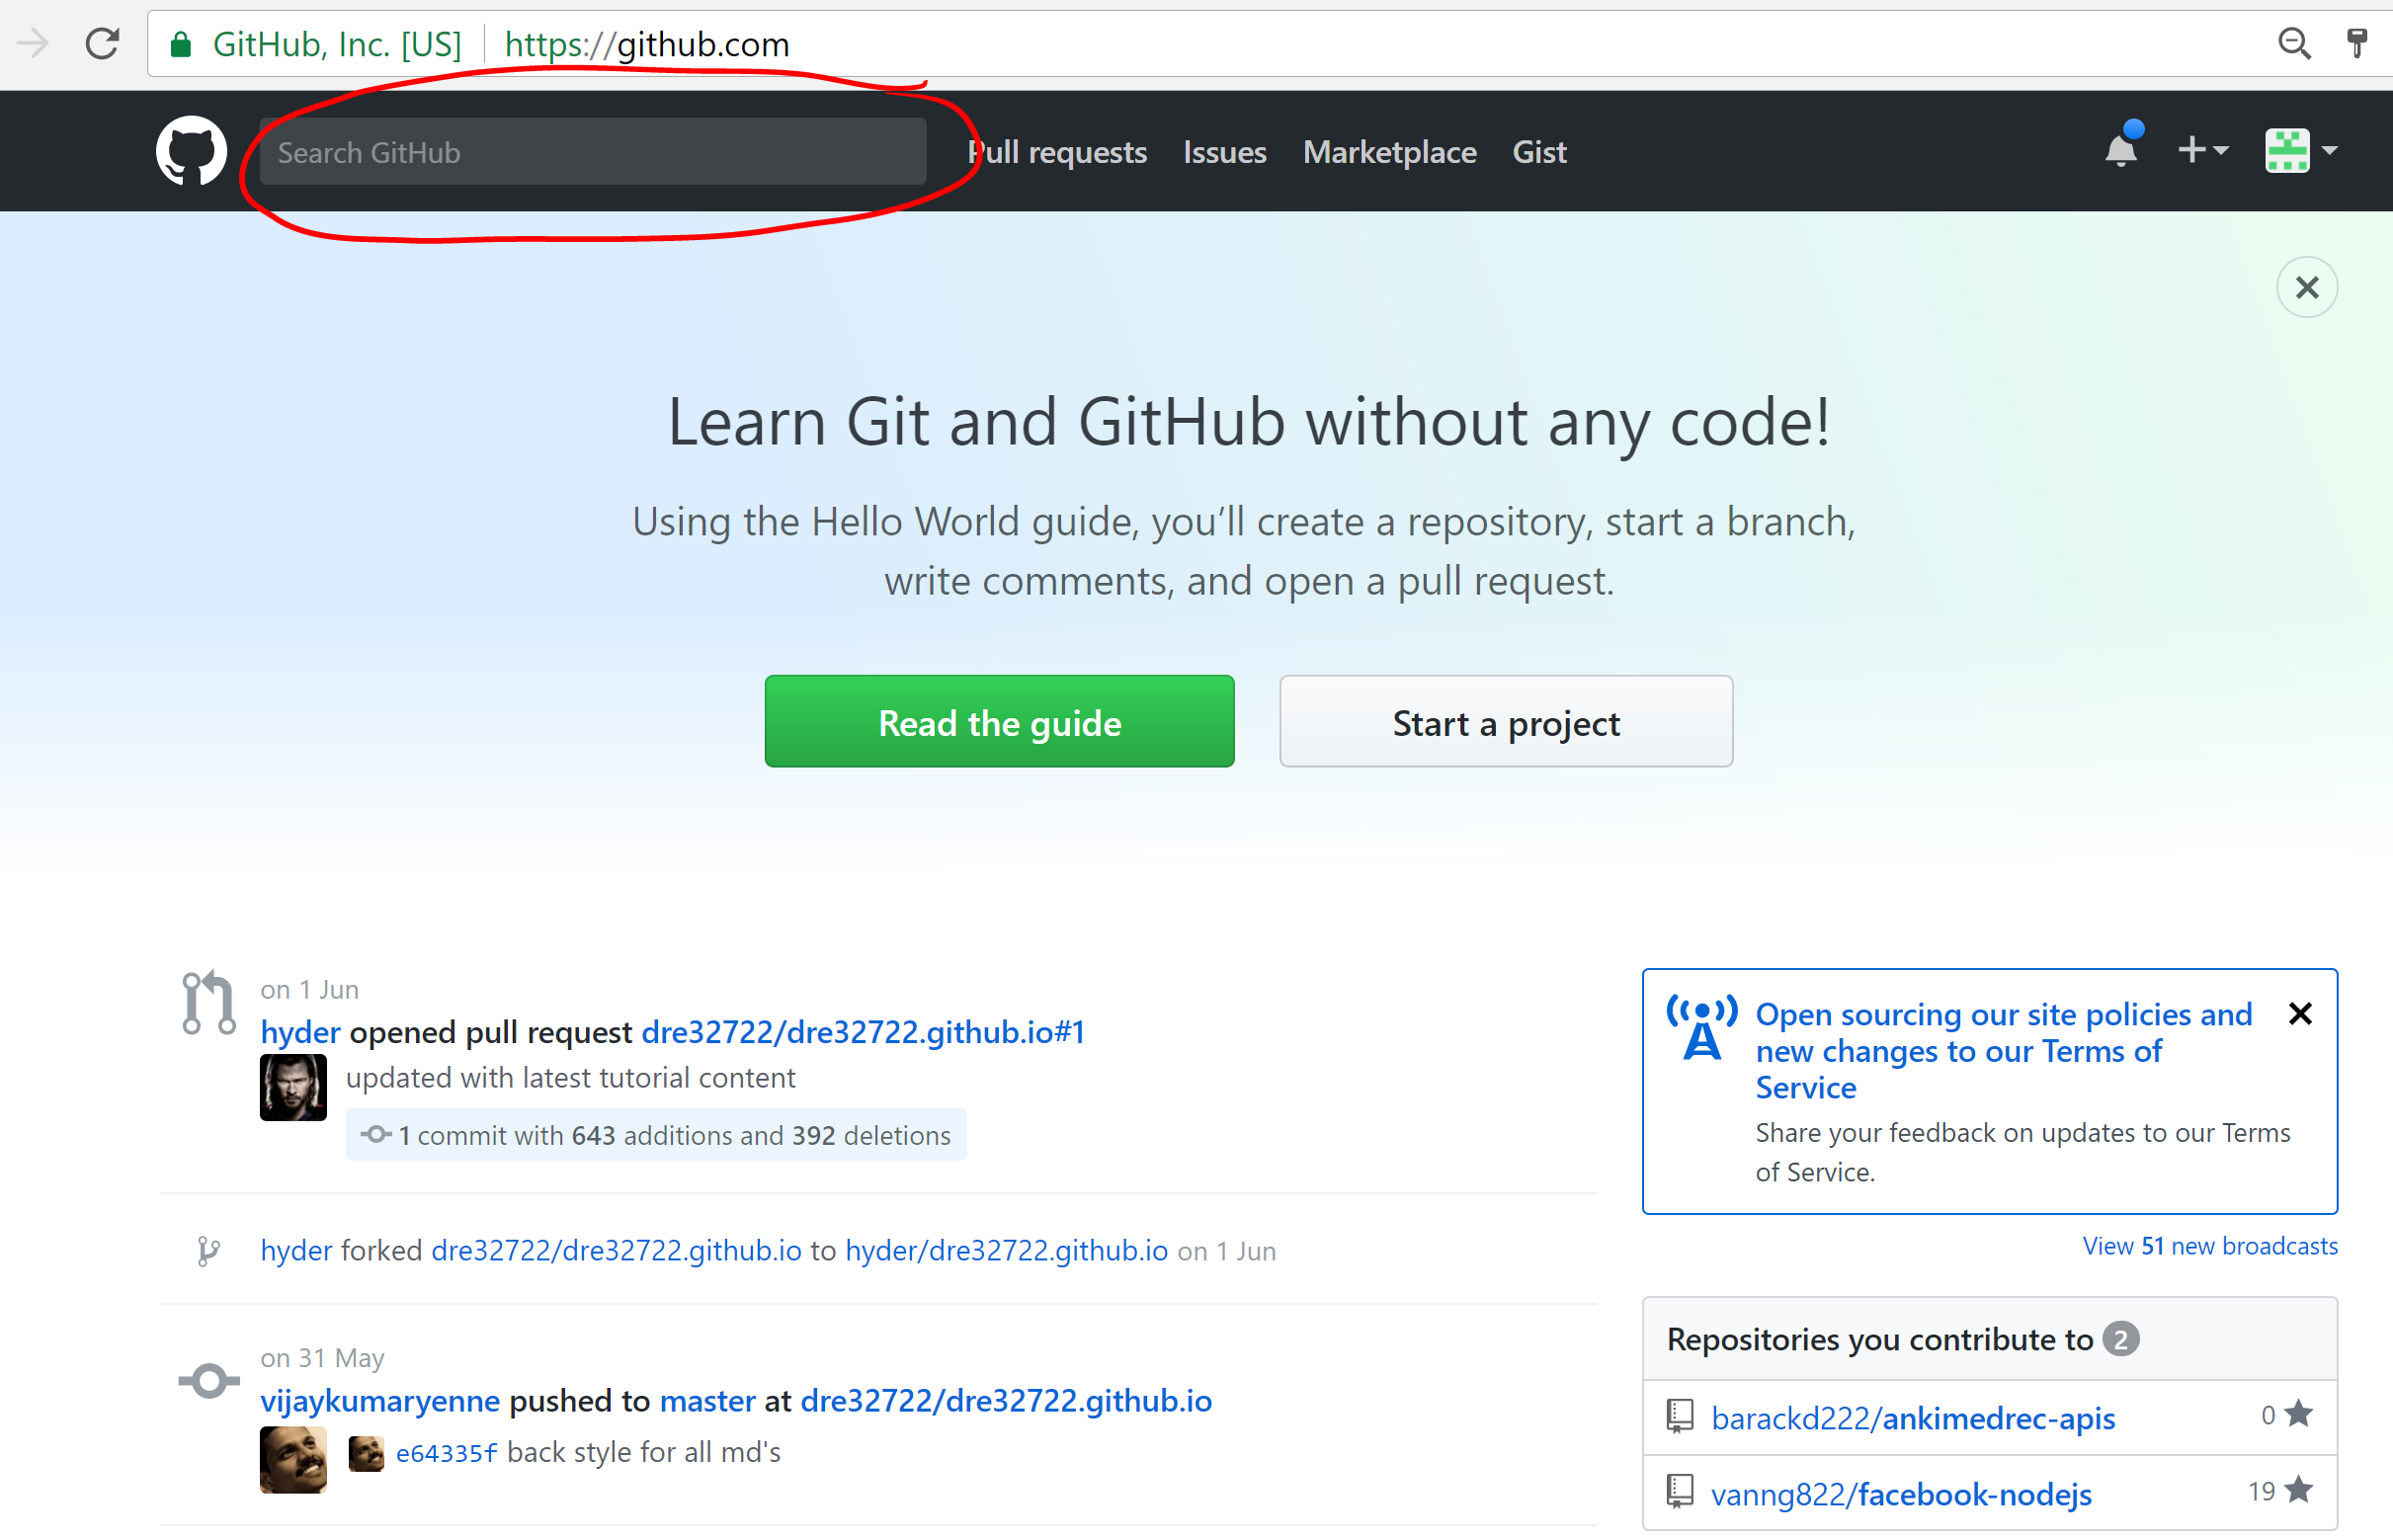 GitHub, Inc. [US] https://github.com
Search GitHub Pull requests Issues Marketplace Gist
Learn Git and GitHub without any code!
Using the Hello World guide, you’ll create a repository, start a branch,
write comments, and open a pull request.
Read the guide
Start a project
on 1 Jun
hyder opened pull request dre32722/dre32722.github.io#1
updated with latest tutorial content
1 commit with 643 additions and 392 deletions
hyder forked dre32722/dre32722.github.io to hyder/dre32722.github.io on 1 Jun
on 31 May
vijaykumaryenne pushed to master at dre32722/dre32722.github.io
e64335f back style for all md's
Open sourcing our site policies and
new changes to our Terms of
Service
Share your feedback on updates to our Terms
of Service.
View 51 new broadcasts
Repositories you contribute to 2
barackd222/ankimedrec-apis 0
vanng822/facebook-nodejs 19